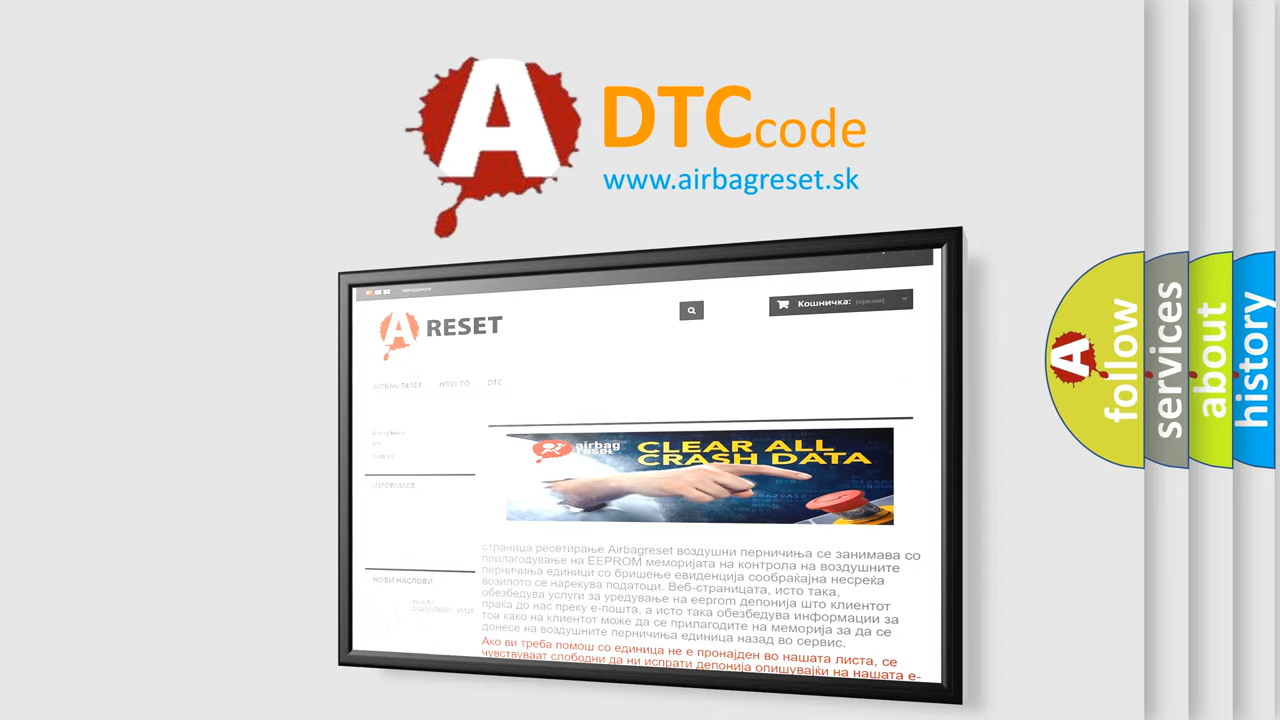 A
DTCcode
www.airbagreset.sk
A RESET
Кошничка: (празна)
AIRBAG RESET HOW TO DTC
airbag
reset
CLEAR ALL
CRASH DATA
INFORMACE
НОВИ НАСЛОВИ
страница ресетирање Airbagreset воздушни перничиња се занимава со
прилагодување на EEPROM меморијата на контрола на воздушните
перничиња единици со бришење евиденција сообраќајна несреќа
возилото се нарекува податоци. Веб-страницата, исто така,
обезбедува услуги за уредување на eeprom депонија што клиентот
праќа до нас преку е-пошта, а исто така обезбедува информации за
тоа како на клиентот може да се прилагодите на меморија за да се
донесе на воздушните перничиња единица назад во сервис.
Ако ви треба помош со единица не е пронајден во нашата листа, се
чувствуваат слободни да ни испрати депонија опишувајќи на нашата е-
A
follow
services
about
history